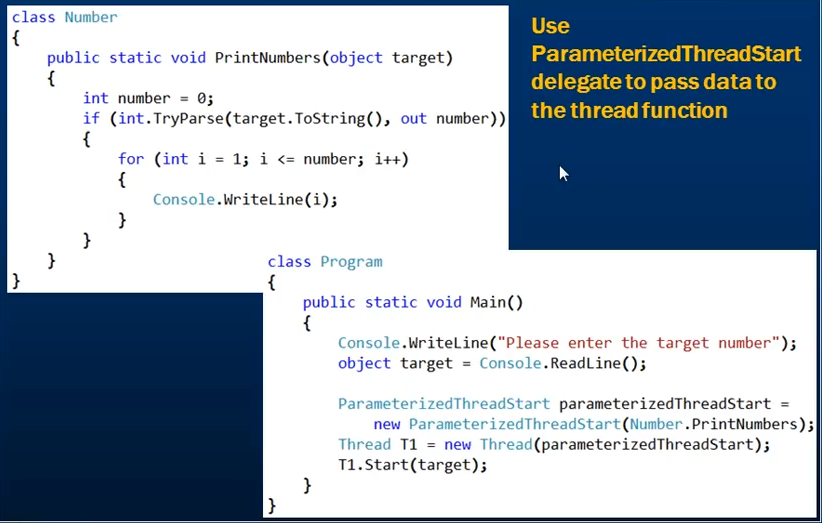 class Number
{
public static void PrintNumbers(object target)
{
int number = 0;
if (int.TryParse(target.ToString(), out number))
{
for (int i = 1; i <= number; i++)
{
Console.WriteLine(i);
}
}
}
}
Use
ParameterizedThreadStart
delegate to pass data to
the thread function
class Program
{
public static void Main()
{
Console.WriteLine("Please enter the target number");
object target = Console.ReadLine();
ParameterizedThreadStart parameterizedThreadStart =
new ParameterizedThreadStart(Number.PrintNumbers);
Thread T1 = new Thread(parameterizedThreadStart);
T1.Start(target);
}
}